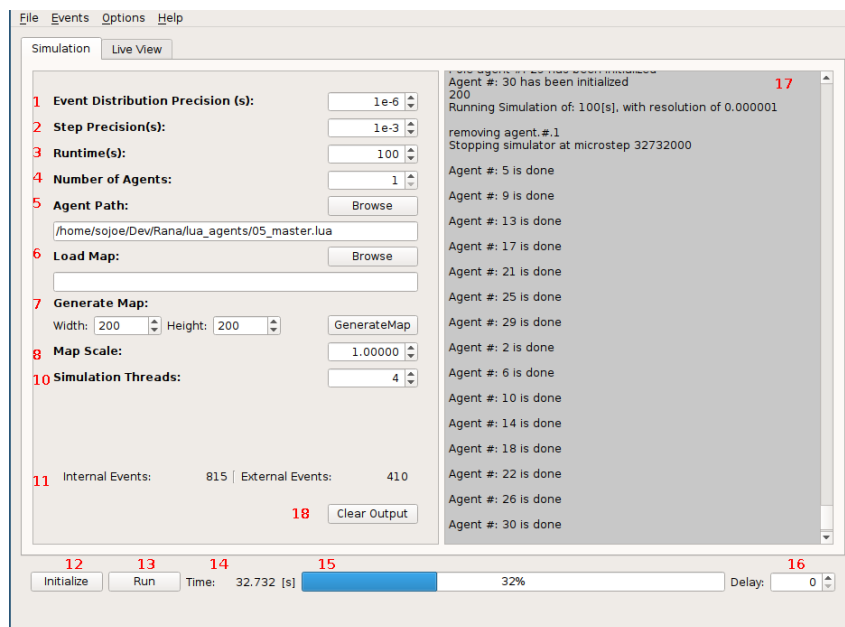 File Events Options Help
Simulation Live View
1 Event Distribution Precision (s): 1e-6
2 Step Precision(s): 1e-3
3 Runtime(s): 100
4 Number of Agents: 1
5 Agent Path: Browse
/home/sojoe/Dev/Rana/lua_agents/05_master.lua
6 Load Map: Browse
7 Generate Map:
Width: 200 Height: 200 GenerateMap
8 Map Scale: 1.00000
10 Simulation Threads: 4
11 Internal Events: 815 External Events: 410
18 Clear Output
17
Agent #: 30 has been initialized
200
Running Simulation of: 100[s], with resolution of 0.000001
removing agent.#.1
Stopping simulator at microstep 32732000
Agent #: 5 is done
Agent #: 9 is done
Agent #: 13 is done
Agent #: 17 is done
Agent #: 21 is done
Agent #: 25 is done
Agent #: 29 is done
Agent #: 2 is done
Agent #: 6 is done
Agent #: 10 is done
Agent #: 14 is done
Agent #: 18 is done
Agent #: 22 is done
Agent #: 26 is done
Agent #: 30 is done
12 13 14 15 16
Initialize Run Time: 32.732 [s] 32% Delay: 0